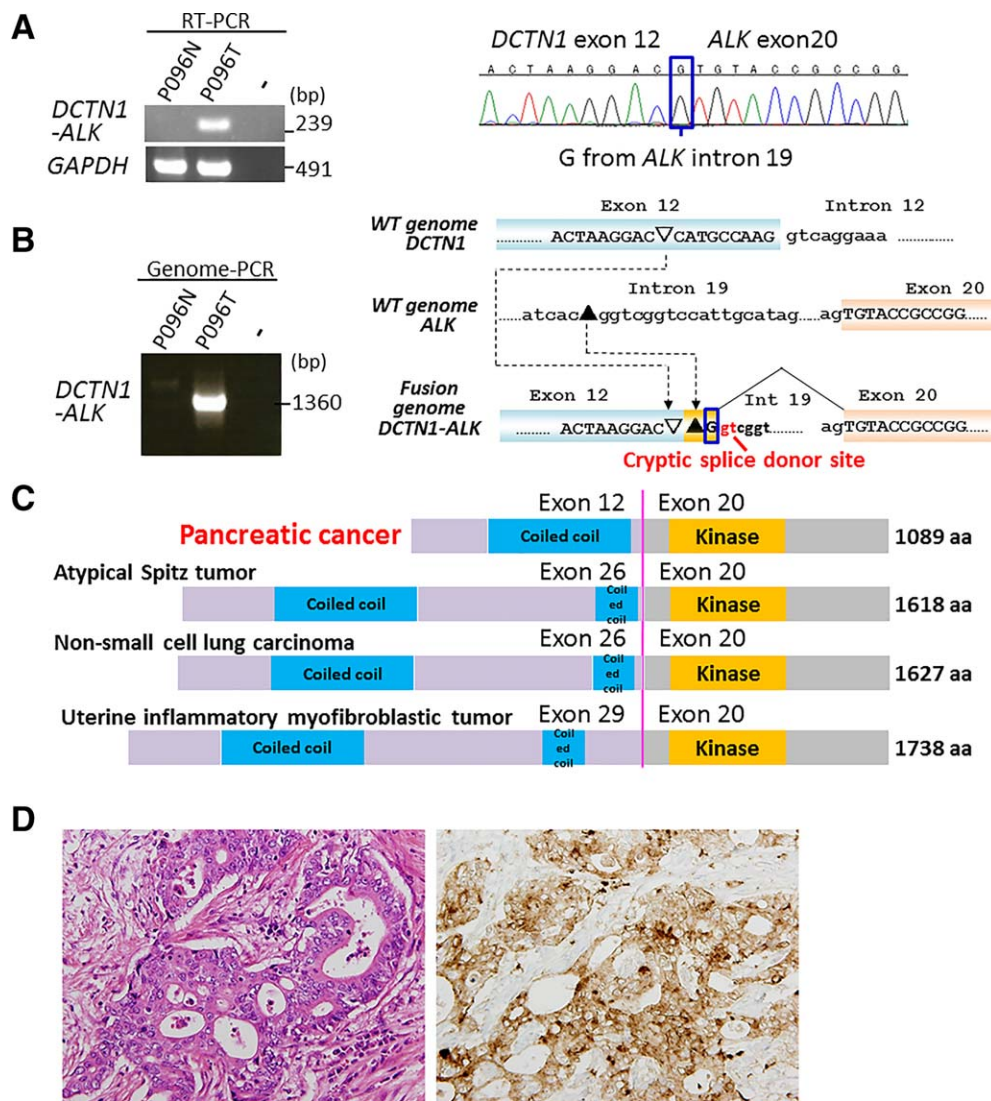 A
RT-PCR
P096N P096T -
(bp)
DCTN1
-ALK
239
GAPDH
491
DCTN1 exon 12 ALK exon20
A C T A A G G A C G T G T A C C G C C G G
G from ALK intron 19
B
Genome-PCR
P096N P096T -
(bp)
DCTN1
-ALK
1360
Exon 12 Intron 12
WT genome
DCTN1
............ ACTAAGGAC▽CATGCCAAG gtcaggaaa ..............
Intron 19 Exon 20
WT genome
ALK
......atcac▲ggtcggtccattgcatag......agTGTACCGCCGG......
Fusion
genome
DCTN1-ALK
Exon 12 Int 19 Exon 20
............ ACTAAGGAC▽▲Ggtcggt.........agTGTACCGCCGG......
Cryptic splice donor site
C
Exon 12 Exon 20
Pancreatic cancer
Coiled coil Kinase 1089 aa
Atypical Spitz tumor Exon 26 Exon 20
Coiled coil Coil
ed
coil Kinase 1618 aa
Non-small cell lung carcinoma Exon 26 Exon 20
Coiled coil Coil
ed
coil Kinase 1627 aa
Uterine inflammatory myofibroblastic tumor Exon 29 Exon 20
Coiled coil Coil
ed
coil Kinase 1738 aa
D